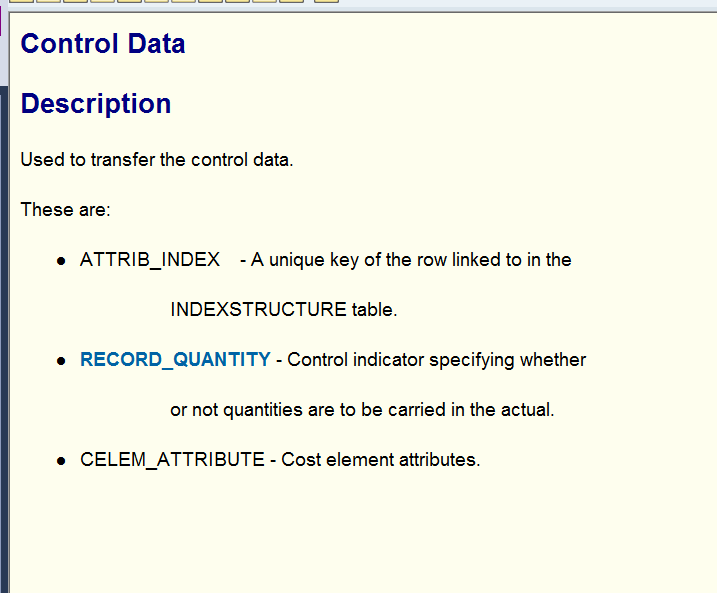 Control Data
Description
Used to transfer the control data.
These are:
● ATTRIB_INDEX - A unique key of the row linked to in the
INDEXSTRUCTURE table.
● RECORD_QUANTITY - Control indicator specifying whether
or not quantities are to be carried in the actual.
● CELEM_ATTRIBUTE - Cost element attributes.